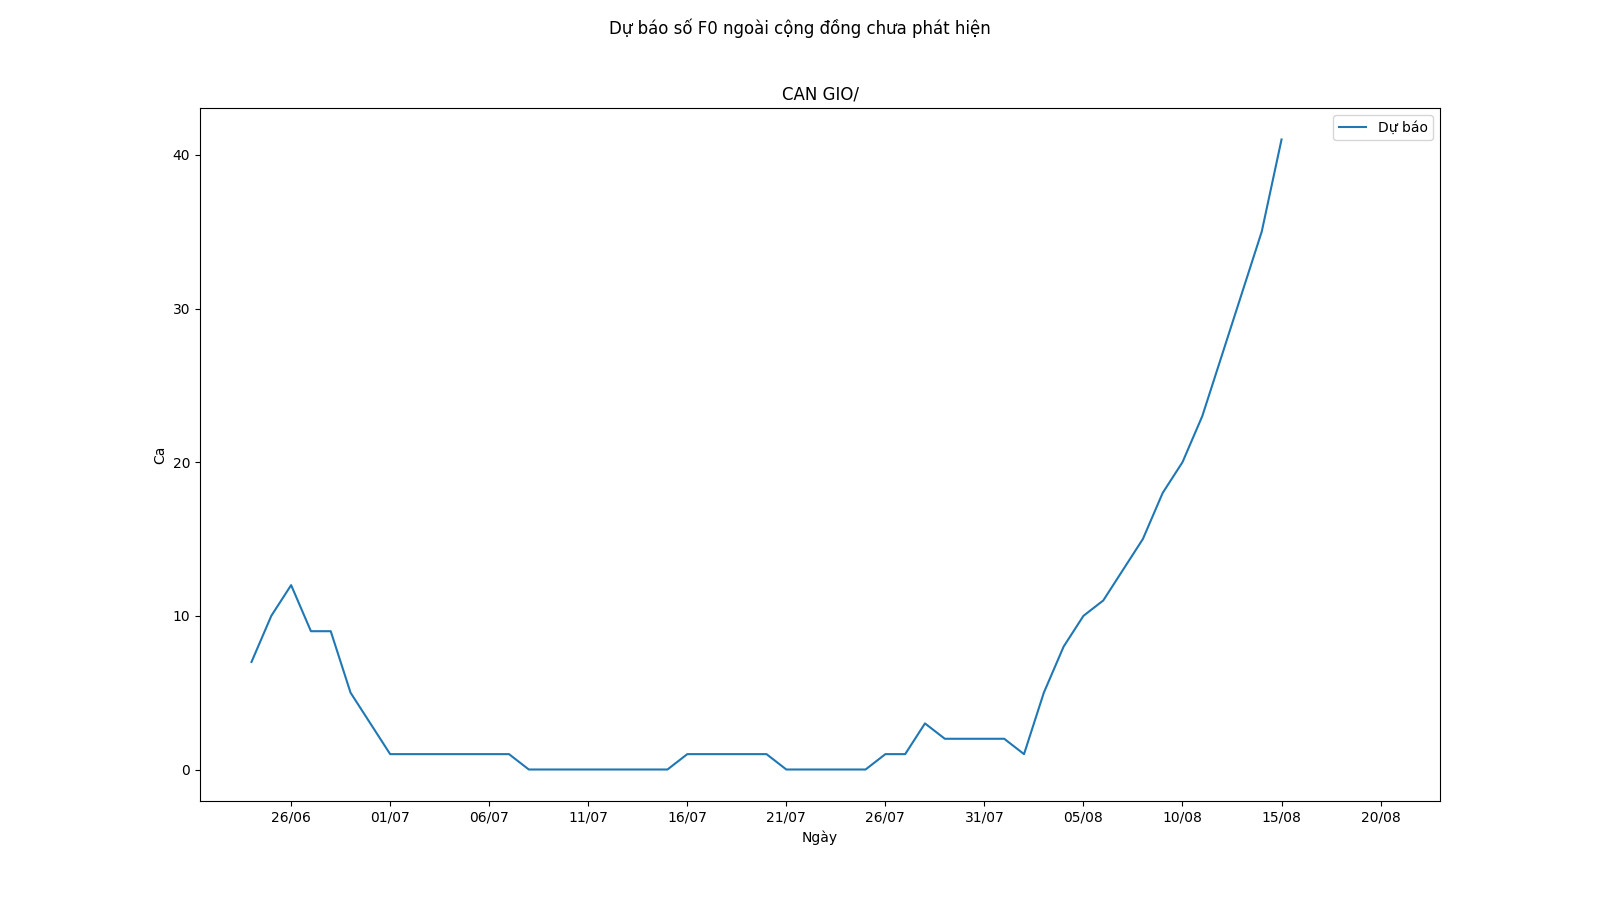 Dự báo số F0 ngoài cộng đồng chưa phát hiện
CAN GIO/
Dự báo
40
30
20
10
0
Ca
26/06 01/07 06/07 11/07 16/07 21/07 26/07 31/07 05/08 10/08 15/08 20/08
Ngày